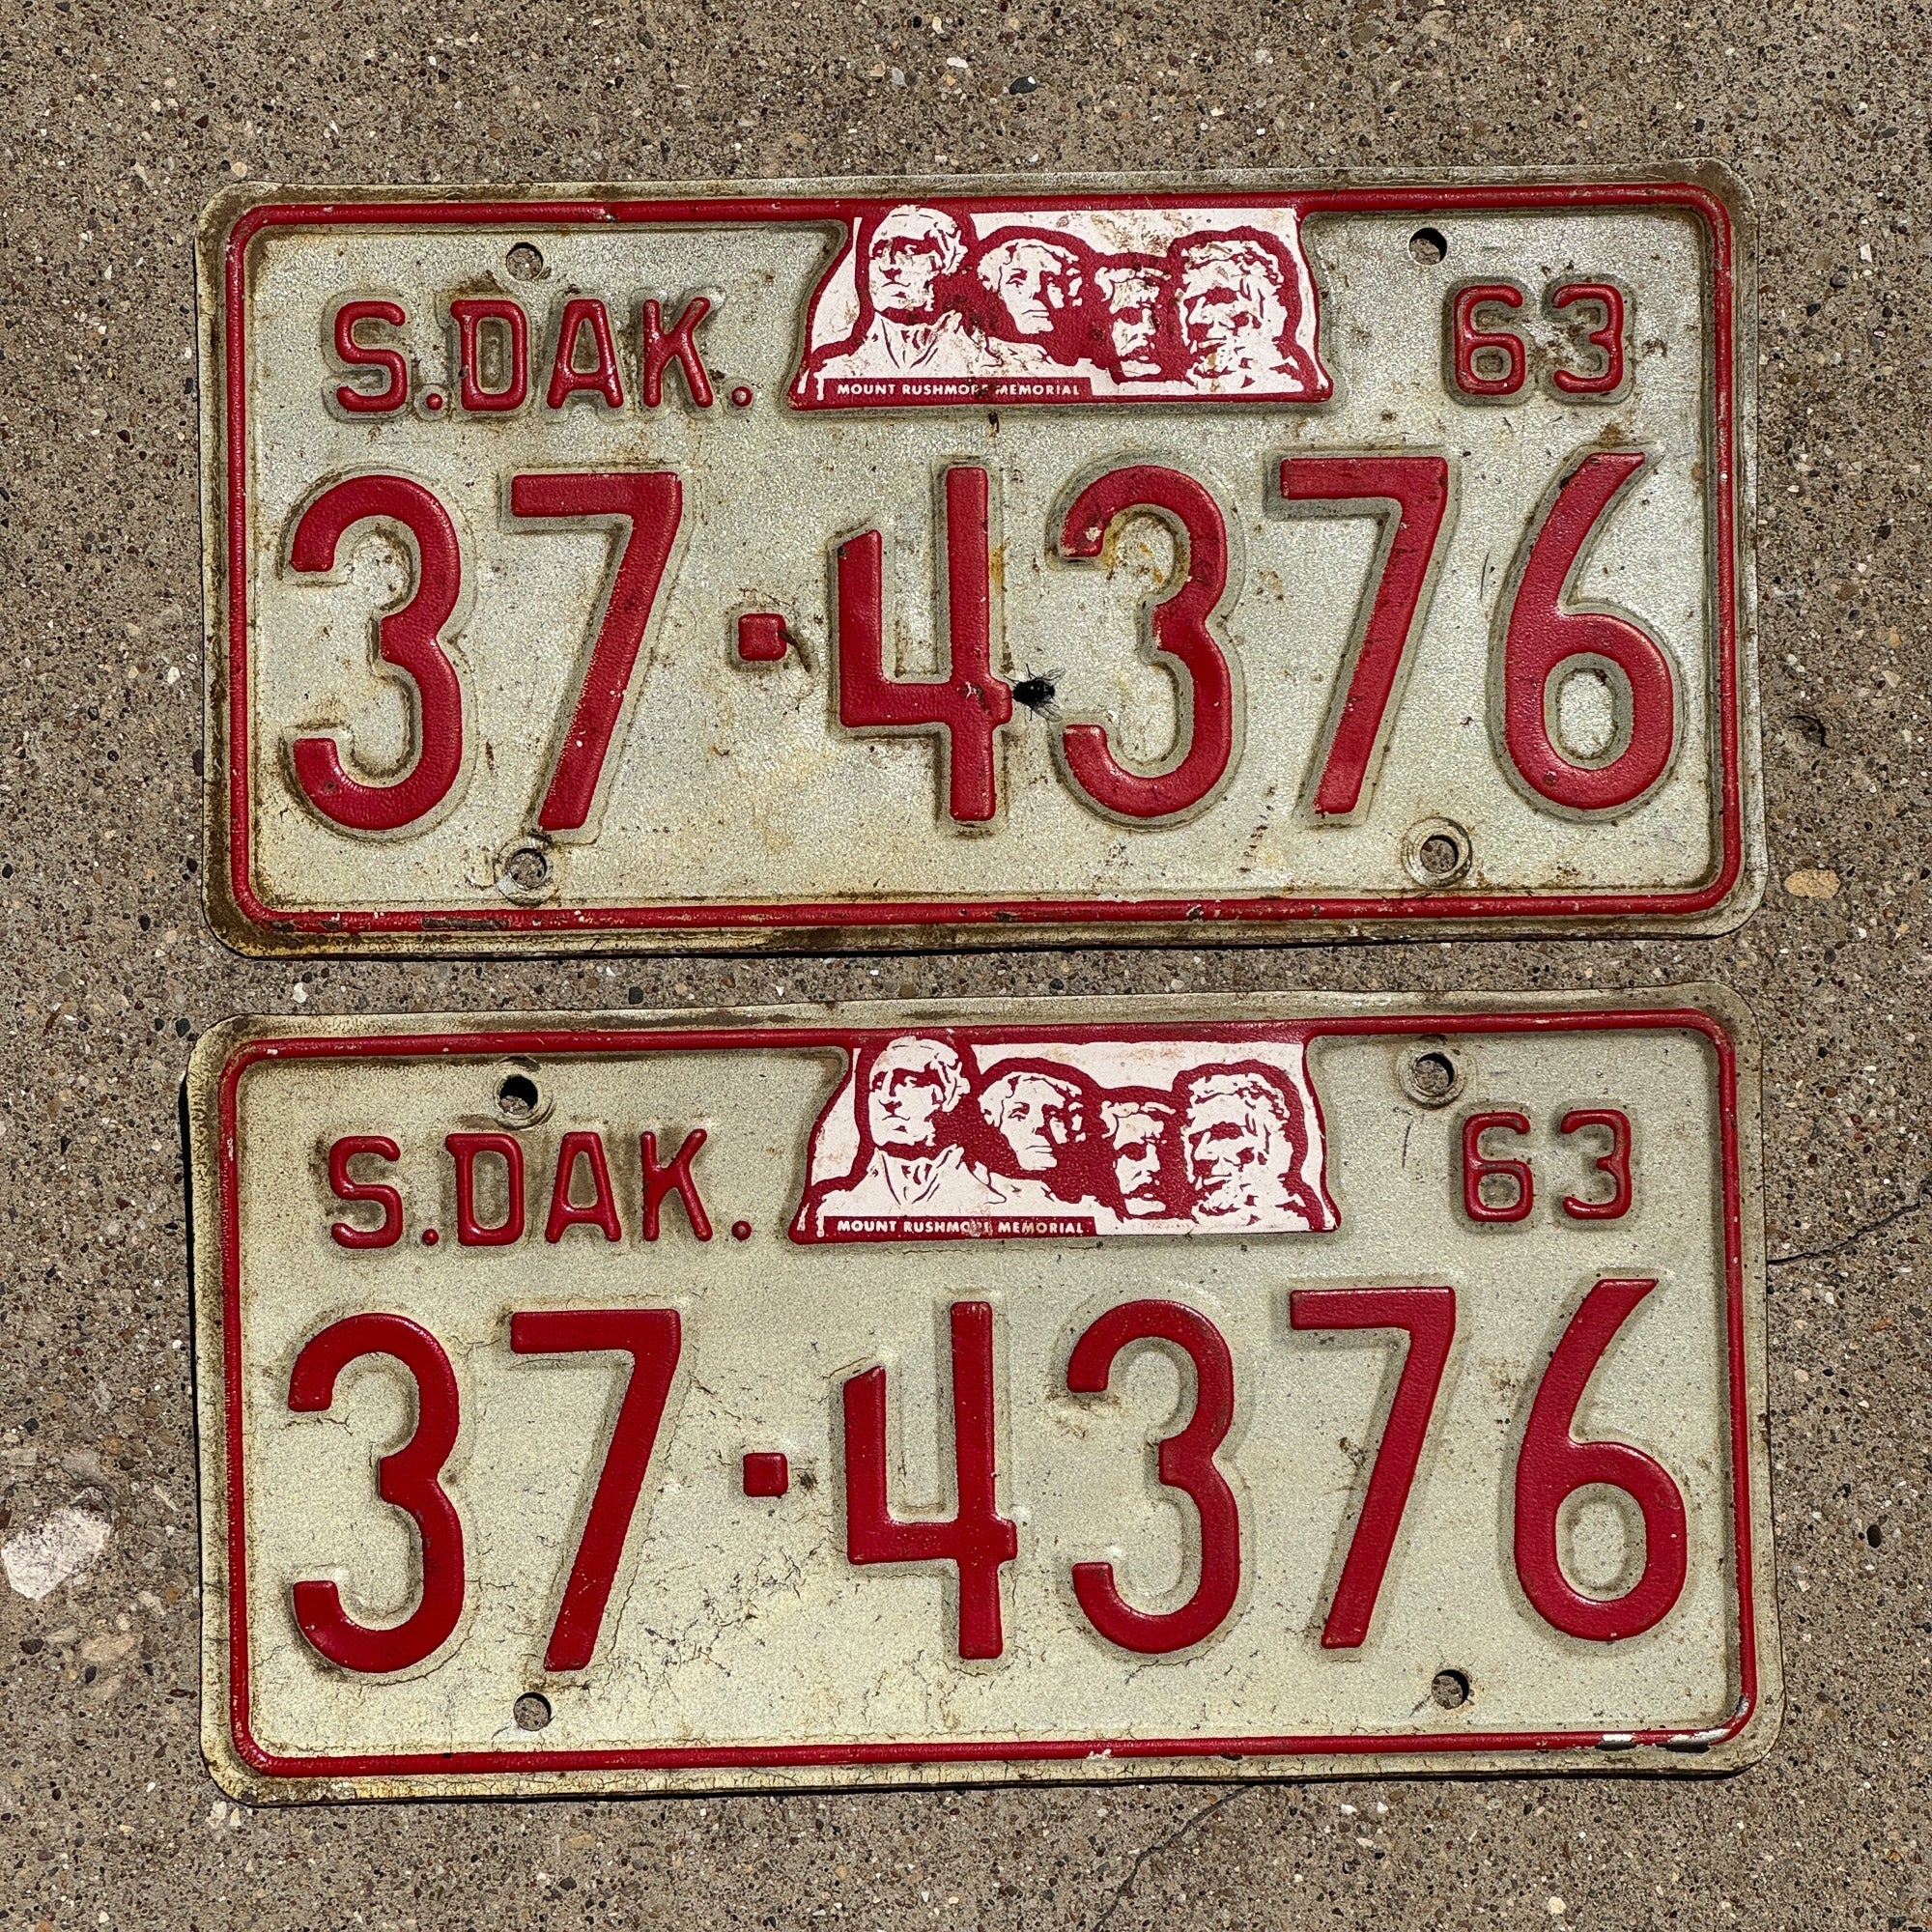 S.DAK. 63
MOUNT RUSHMORE MEMORIAL
37·4376
S.DAK. 63
MOUNT RUSHMORE MEMORIAL
37·4376